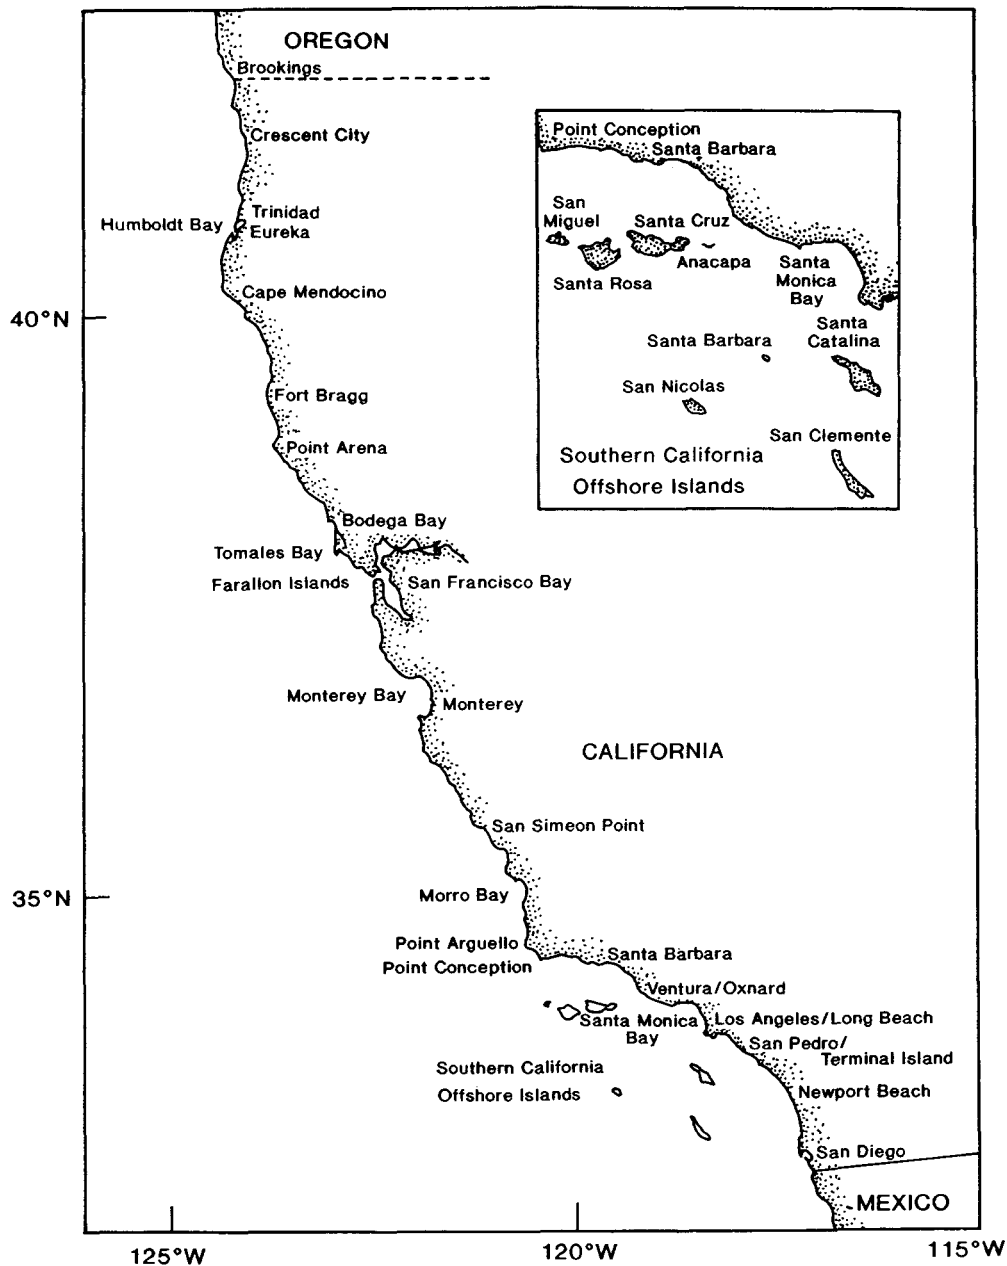 OREGON
Brookings
Crescent City
Trinidad
Humboldt Bay
Eureka
Cape Mendocino
40°N
Fort Bragg
Point Arena
Bodega Bay
Tomales Bay
Farallon Islands
San Francisco Bay
Monterey Bay
Monterey
CALIFORNIA
San Simeon Point
35°N
Morro Bay
Point Arguello
Santa Barbara
Point Conception
Ventura/Oxnard
Santa Monica
Bay
Los Angeles/Long Beach
San Pedro/
Terminal Island
Southern California
Offshore Islands
Newport Beach
San Diego
MEXICO
125°W
120°W
115°W
Point Conception
Santa Barbara
San
Miguel
Santa Cruz
Anacapa
Santa Rosa
Santa
Monica
Bay
Santa
Catalina
Santa Barbara
San Nicolas
San Clemente
Southern California
Offshore Islands